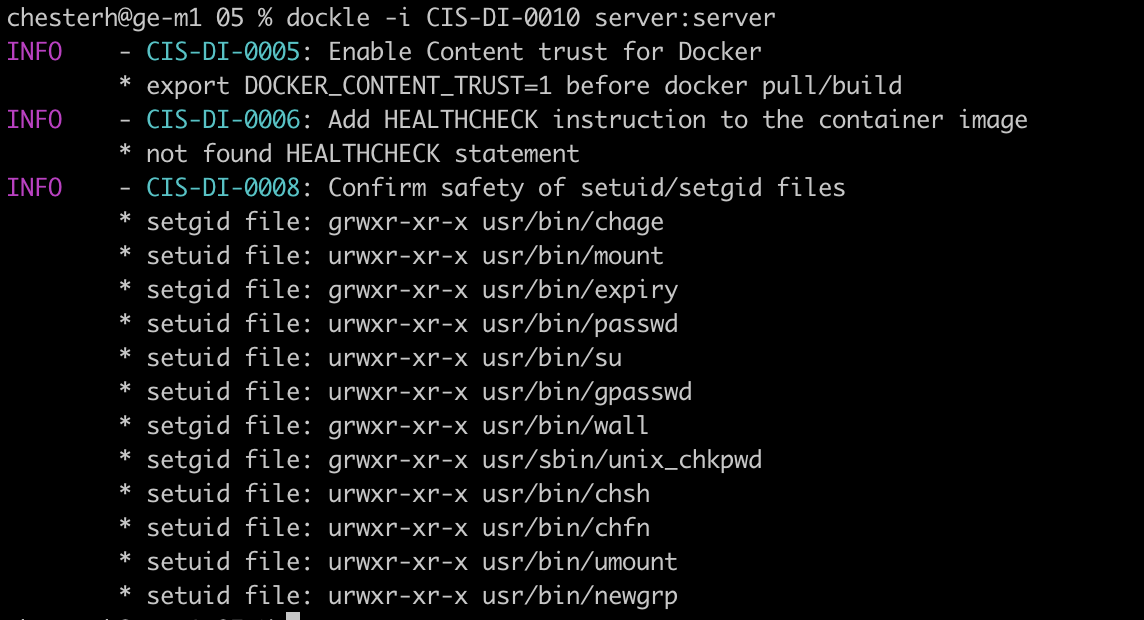 chesterh@ge-m1 05 % dockle -i CIS-DI-0010 server:server
INFO - CIS-DI-0005: Enable Content trust for Docker
* export DOCKER_CONTENT_TRUST=1 before docker pull/build
INFO - CIS-DI-0006: Add HEALTHCHECK instruction to the container image
* not found HEALTHCHECK statement
INFO - CIS-DI-0008: Confirm safety of setuid/setgid files
* setgid file: grwxr-xr-x usr/bin/chage
* setuid file: urwxr-xr-x usr/bin/mount
* setgid file: grwxr-xr-x usr/bin/expiry
* setuid file: urwxr-xr-x usr/bin/passwd
* setuid file: urwxr-xr-x usr/bin/su
* setuid file: urwxr-xr-x usr/bin/gpasswd
* setgid file: grwxr-xr-x usr/bin/wall
* setgid file: grwxr-xr-x usr/sbin/unix_chkpwd
* setuid file: urwxr-xr-x usr/bin/chsh
* setuid file: urwxr-xr-x usr/bin/chfn
* setuid file: urwxr-xr-x usr/bin/umount
* setuid file: urwxr-xr-x usr/bin/newgrp